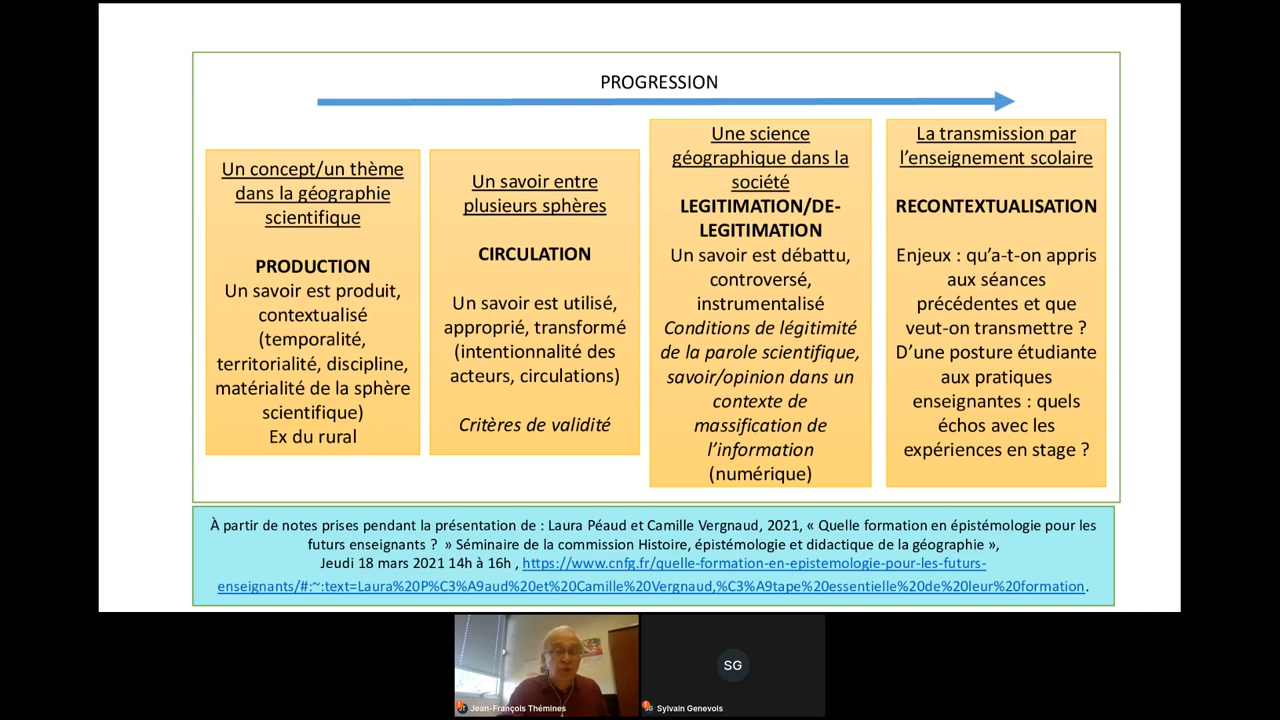 PROGRESSION
Un concept/un thème
dans la géographie
scientifique
PRODUCTION
Un savoir est produit,
contextualisé
(temporalité,
territorialité, discipline,
matérialité de la sphère
scientifique)
Ex du rural
Un savoir entre
plusieurs sphères
CIRCULATION
Un savoir est utilisé,
approprié, transformé
(intentionnalité des
acteurs, circulations)
Critères de validité
Une science
géographique dans la
société
LEGITIMATION/DE-
LEGITIMATION
Un savoir est débattu,
controversé,
instrumentalisé
Conditions de légitimité
de la parole scientifique,
savoir/opinion dans un
contexte de
massification de
l’information
(numérique)
La transmission par
l’enseignement scolaire
RECONTEXTUALISATION
Enjeux : qu’a-t-on appris
aux séances
précédentes et que
veut-on transmettre ?
D’une posture étudiante
aux pratiques
enseignantes : quels
échos avec les
expériences en stage ?
À partir de notes prises pendant la présentation de : Laura Péaud et Camille Vergnaud, 2021, « Quelle formation en épistémologie pour les
futurs enseignants ? » Séminaire de la commission Histoire, épistémologie et didactique de la géographie »,
Jeudi 18 mars 2021 14h à 16h , https://www.cnfg.fr/quelle-formation-en-epistemologie-pour-les-futurs-
enseignants/#:~:text=Laura%20P%C3%A9aud%20et%20Camille%20Vergnaud,%C3%A9tape%20essentielle%20de%20leur%20formation.
SG
Jean-François Thémines
SG Sylvain Genevois